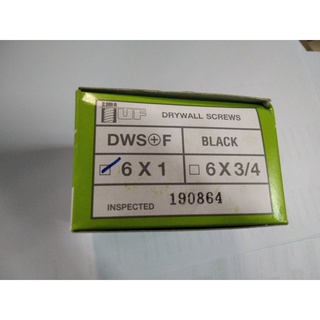 UF DRYWALL SCREWS
DWS⊕F BLACK
6 X 1 6 X 3/4
INSPECTED 190864